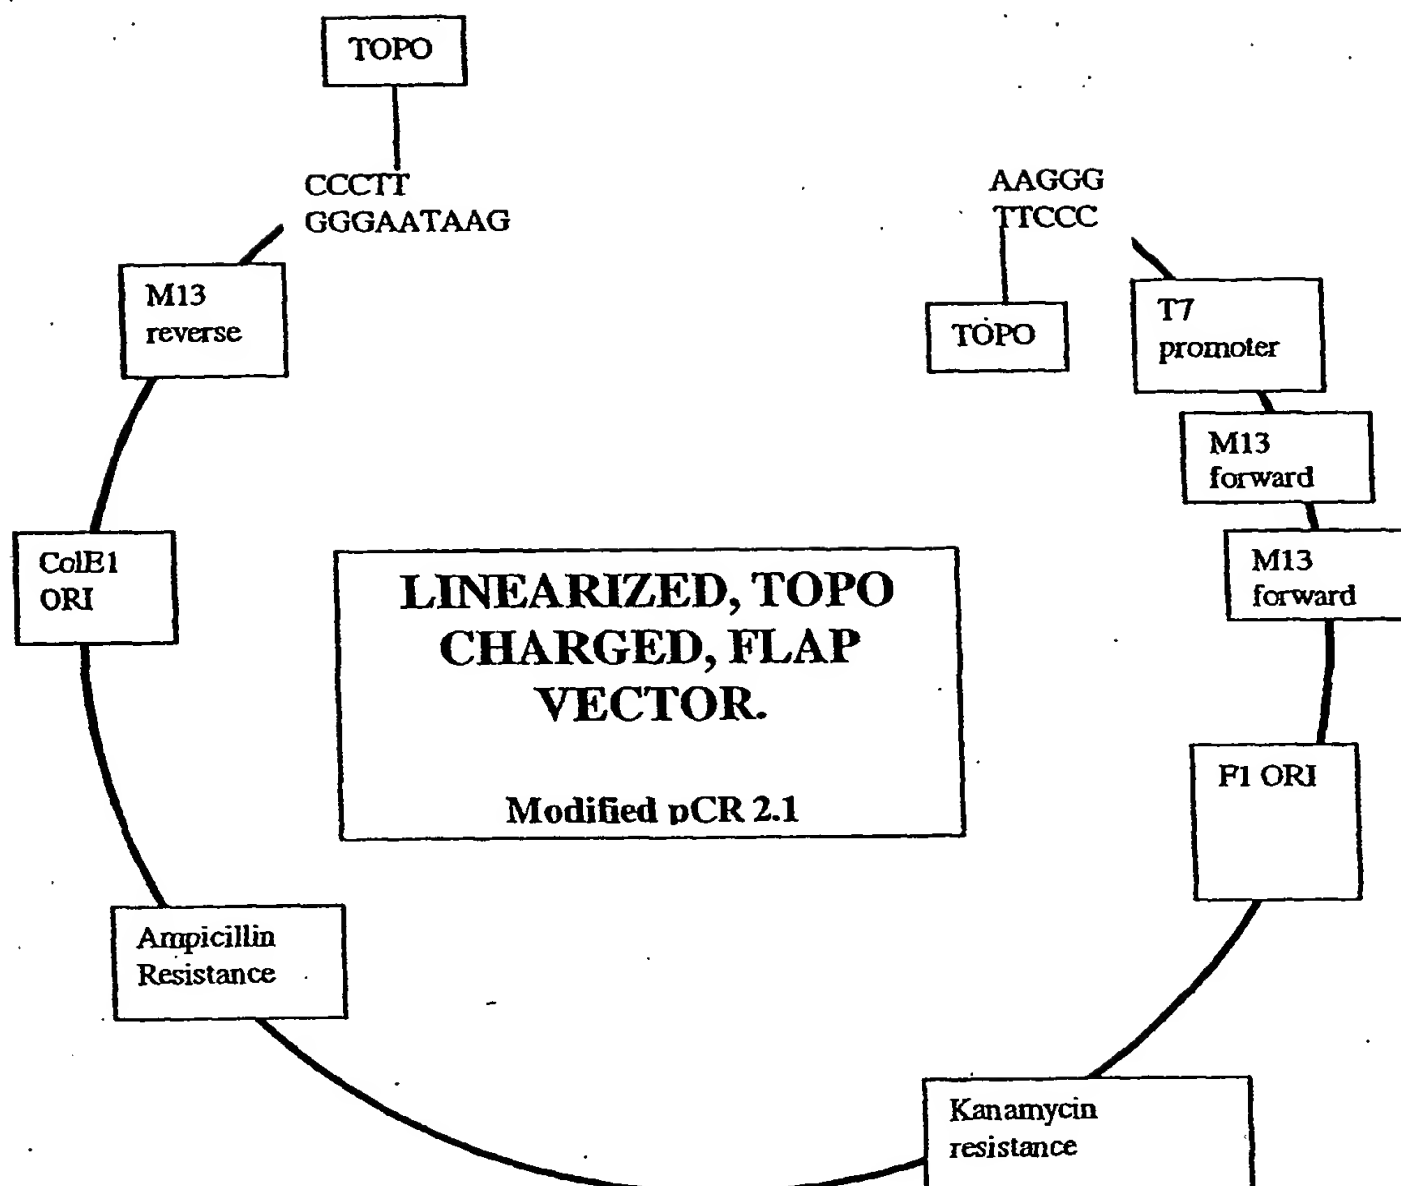 TOPO
CCCTT
GGGAATAAG
AAGGG
TTCCC
M13
reverse
TOPO
T7
promoter
M13
forward
ColE1
ORI
M13
forward
LINEARIZED, TOPO
CHARGED, FLAP
VECTOR.
Modified pCR 2.1
F1 ORI
Ampicillin
Resistance
Kanamycin
resistance